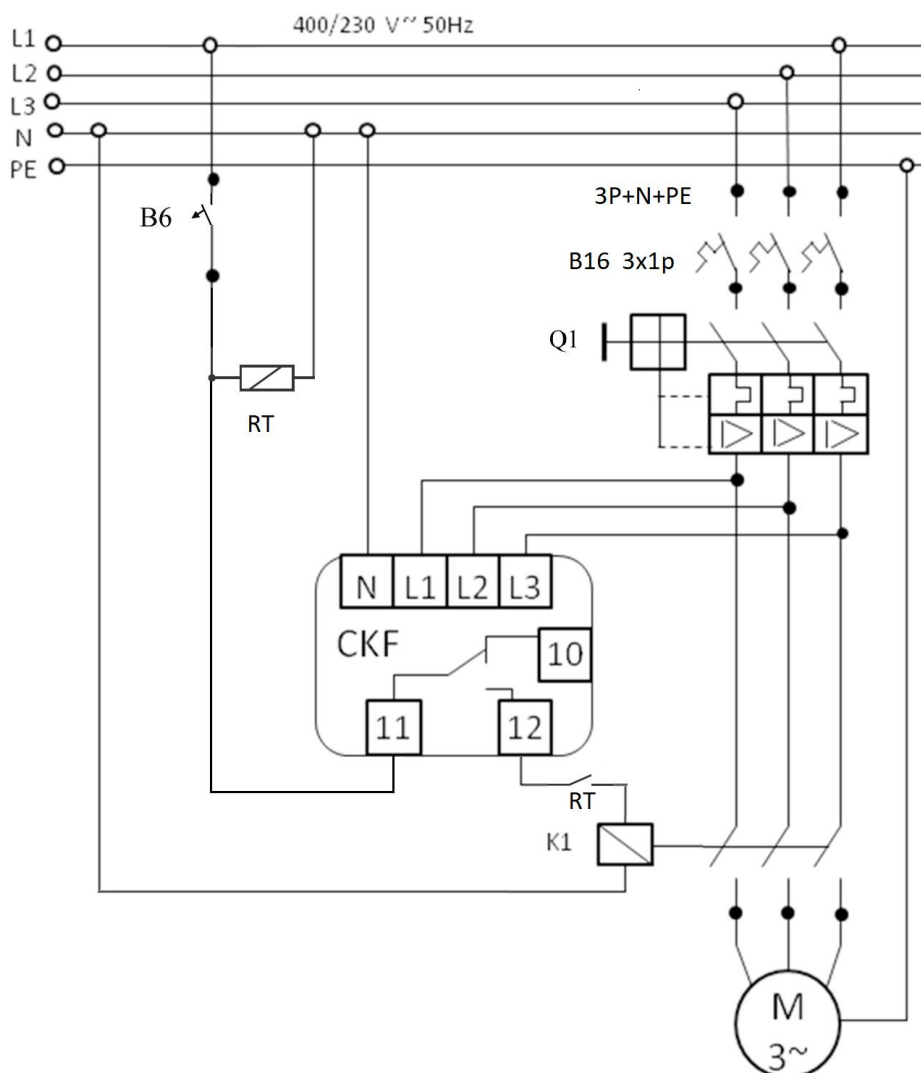 400/230 V~ 50Hz
L1
L2
L3
N
PE
3P+N+PE
B6
B16 3x1p
Q1
RT
N L1 L2 L3
CKF
10
11
12
RT
K1
M
3~